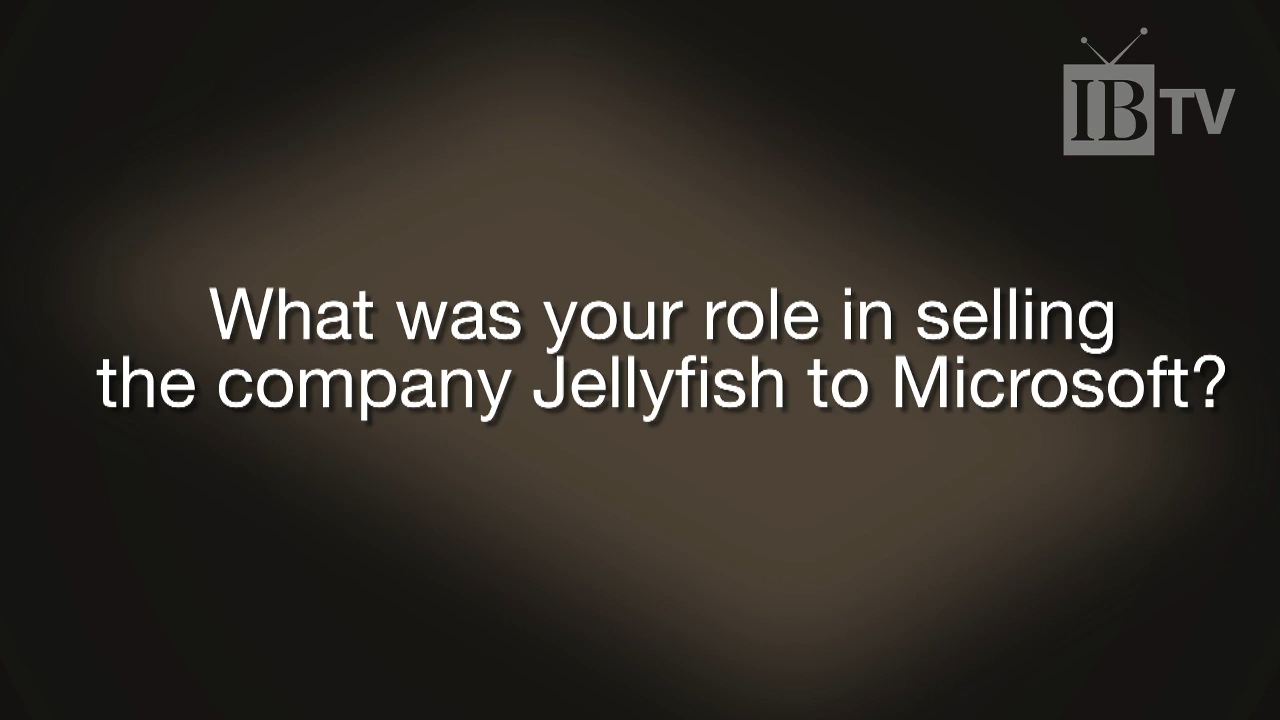 IB TV
What was your role in selling
the company Jellyfish to Microsoft?